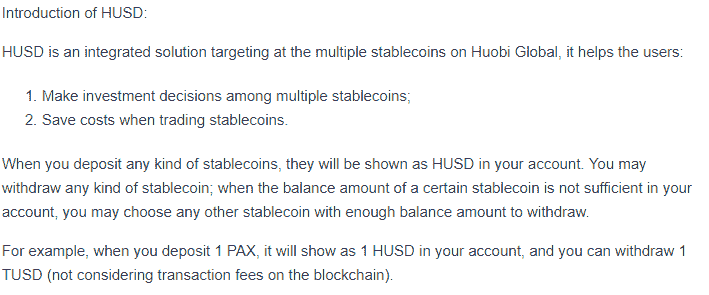 Introduction of HUSD:
HUSD is an integrated solution targeting at the multiple stablecoins on Huobi Global, it helps the users:
1. Make investment decisions among multiple stablecoins;
2. Save costs when trading stablecoins.
When you deposit any kind of stablecoins, they will be shown as HUSD in your account. You may
withdraw any kind of stablecoin; when the balance amount of a certain stablecoin is not sufficient in your
account, you may choose any other stablecoin with enough balance amount to withdraw.
For example, when you deposit 1 PAX, it will show as 1 HUSD in your account, and you can withdraw 1
TUSD (not considering transaction fees on the blockchain).